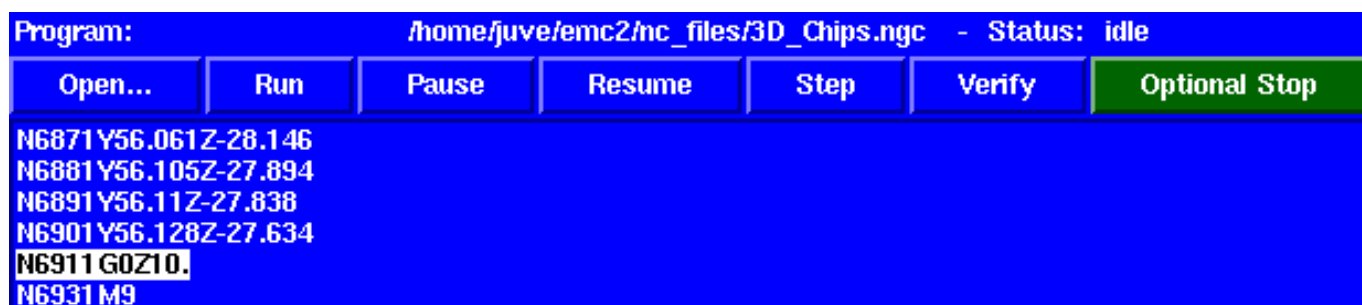 Program: /home/juve/emc2/nc_files/3D_Chips.ngc - Status: idle
Open... Run Pause Resume Step Verify Optional Stop
N6871Y56.061Z-28.146
N6881Y56.105Z-27.894
N6891Y56.11Z-27.838
N6901Y56.128Z-27.634
N6911G0Z10.
N6931M9